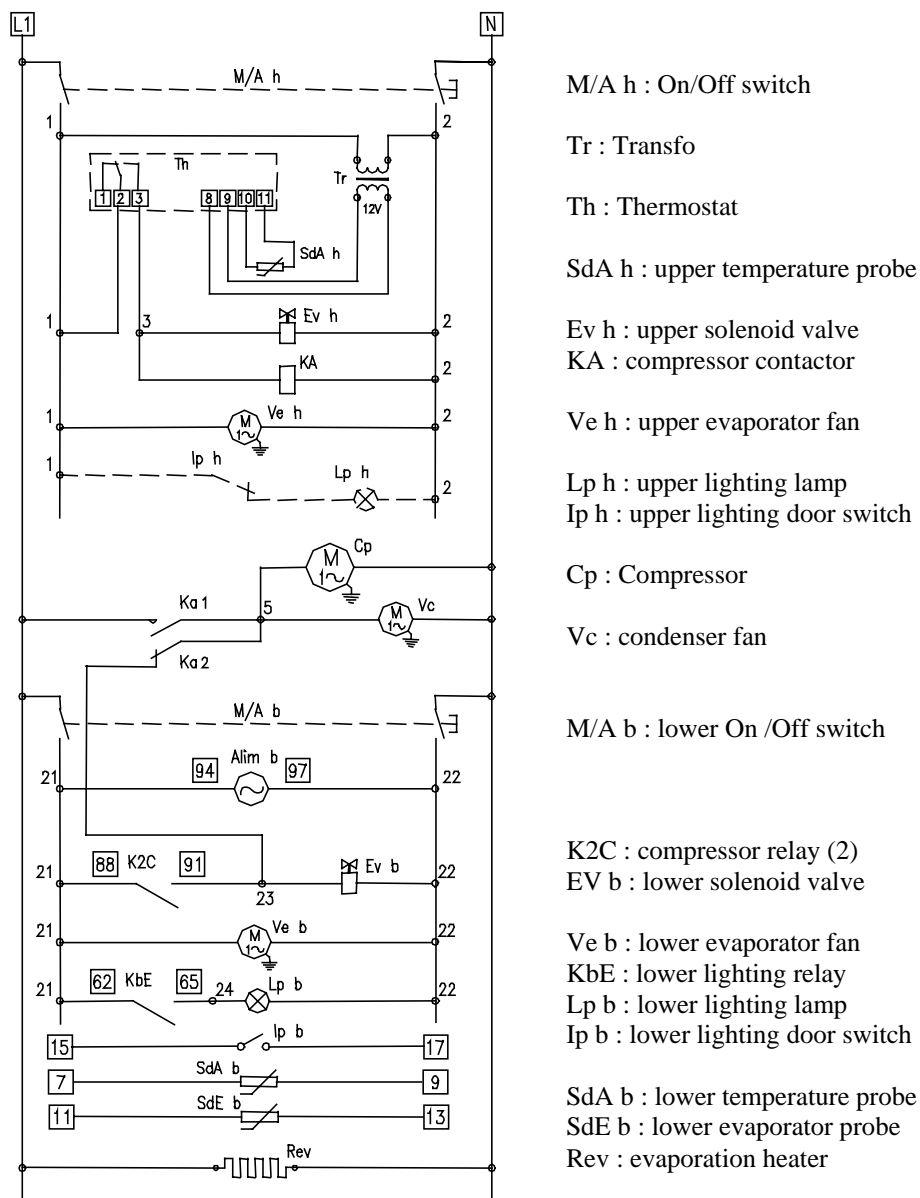 L1 N
M/A h
M/A h : On/Off switch
1 2
Th
Tr
Tr : Transfo
1 2 3 8 9 10 11
12V
Th : Thermostat
SdA h
SdA h : upper temperature probe
1 3 Ev h 2
Ev h : upper solenoid valve
KA 2
KA : compressor contactor
1 M 1~ Ve h 2
Ve h : upper evaporator fan
1 Ip h Lp h 2
Lp h : upper lighting lamp
Ip h : upper lighting door switch
M 1~ Cp
Cp : Compressor
Ka 1 5 M 1~ Vc
Ka 2
Vc : condenser fan
M/A b
M/A b : lower On /Off switch
Alim b
21 94 97 22
21 88 K2C 91 23 Ev b 22
K2C : compressor relay (2)
EV b : lower solenoid valve
21 M 1~ Ve b 22
Ve b : lower evaporator fan
21 62 KbE 65 24 Lp b 22
KbE : lower lighting relay
Lp b : lower lighting lamp
15 Ip b 17
Ip b : lower lighting door switch
7 SdA b 9
SdA b : lower temperature probe
11 SdE b 13
SdE b : lower evaporator probe
Rev
Rev : evaporation heater